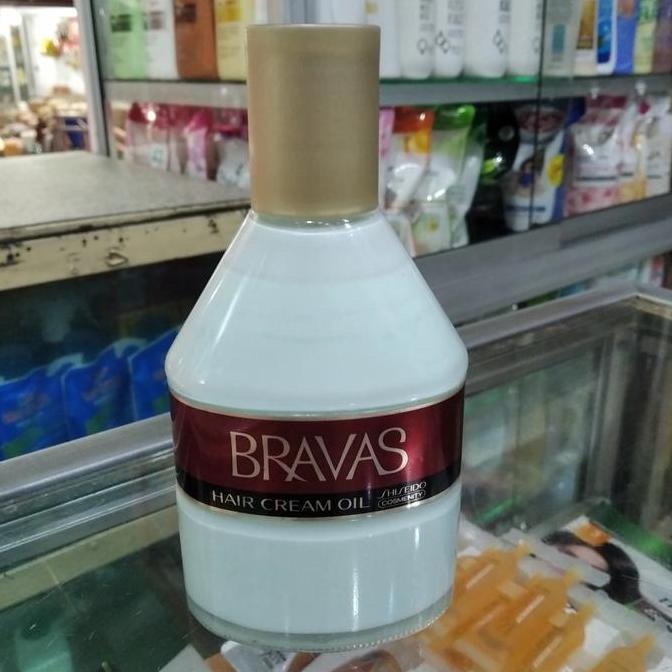 BRAVAS
HAIR CREAM OIL SHISEIDO
COSMENITY